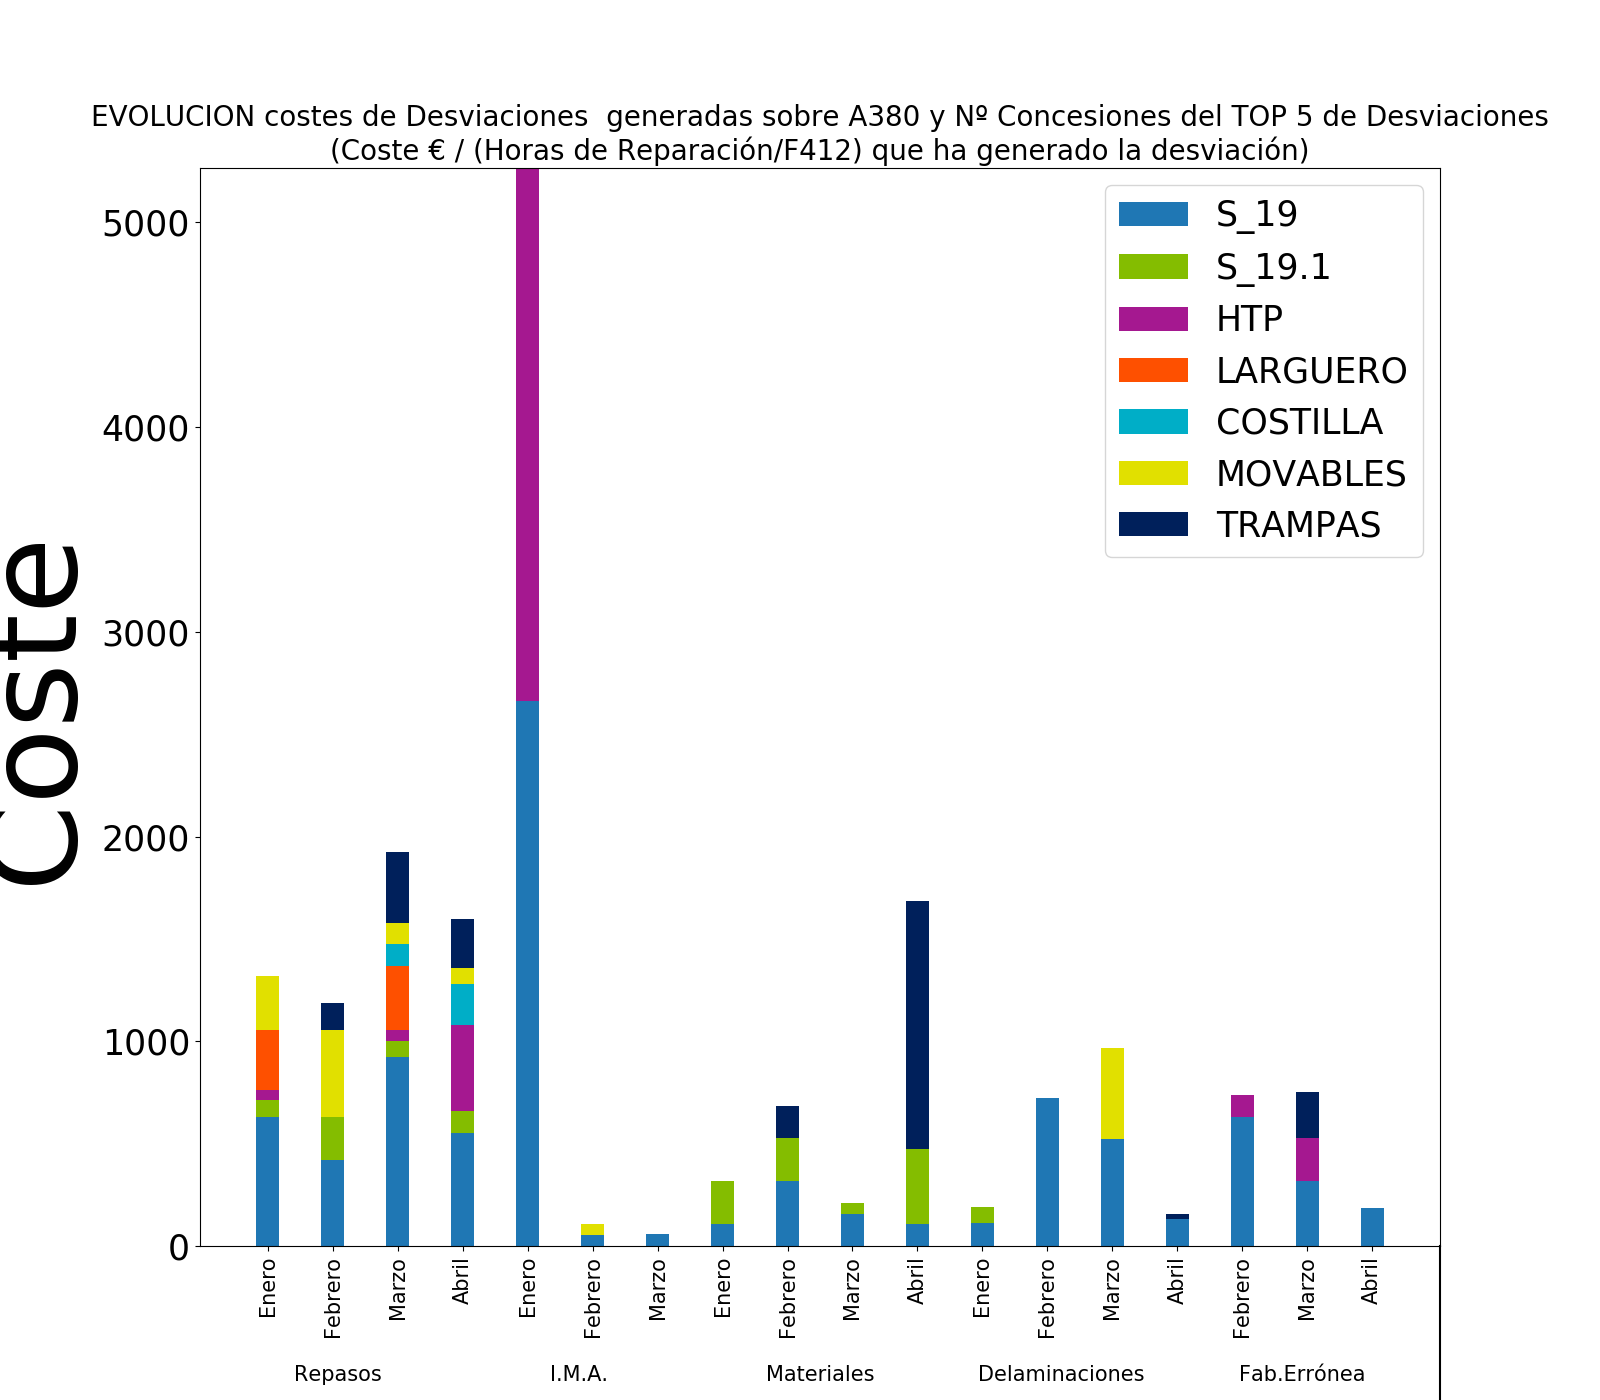 EVOLUCION costes de Desviaciones  generadas sobre A380 y Nº Concesiones del TOP 5 de Desviaciones
(Coste € / (Horas de Reparación/F412) que ha generado la desviación)
Coste
5000
4000
3000
2000
1000
0
S_19
S_19.1
HTP
LARGUERO
COSTILLA
MOVABLES
TRAMPAS
Enero
Febrero
Marzo
Abril
Enero
Febrero
Marzo
Enero
Febrero
Marzo
Abril
Enero
Febrero
Marzo
Abril
Febrero
Marzo
Abril
Repasos
I.M.A.
Materiales
Delaminaciones
Fab.Errónea